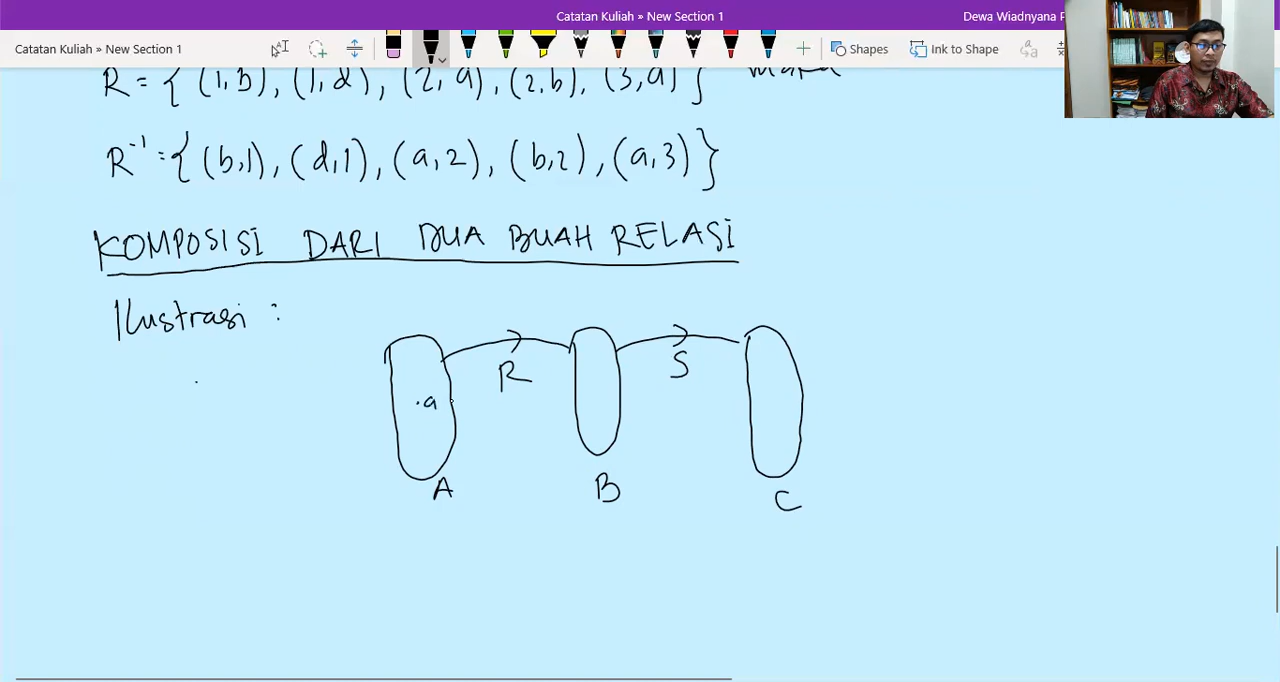 Catatan Kuliah » New Section 1
Dewa Wiadnyana P
Catatan Kuliah » New Section 1
Shapes
Ink to Shape
R = { (1,b), (1,d), (2,a), (2,b), (3,a) } maka
R⁻¹ = { (b,1), (d,1), (a,2), (b,2), (a,3) }
KOMPOSISI DARI DUA BUAH RELASI
Ilustrasi :
R
S
.a
A
B
C